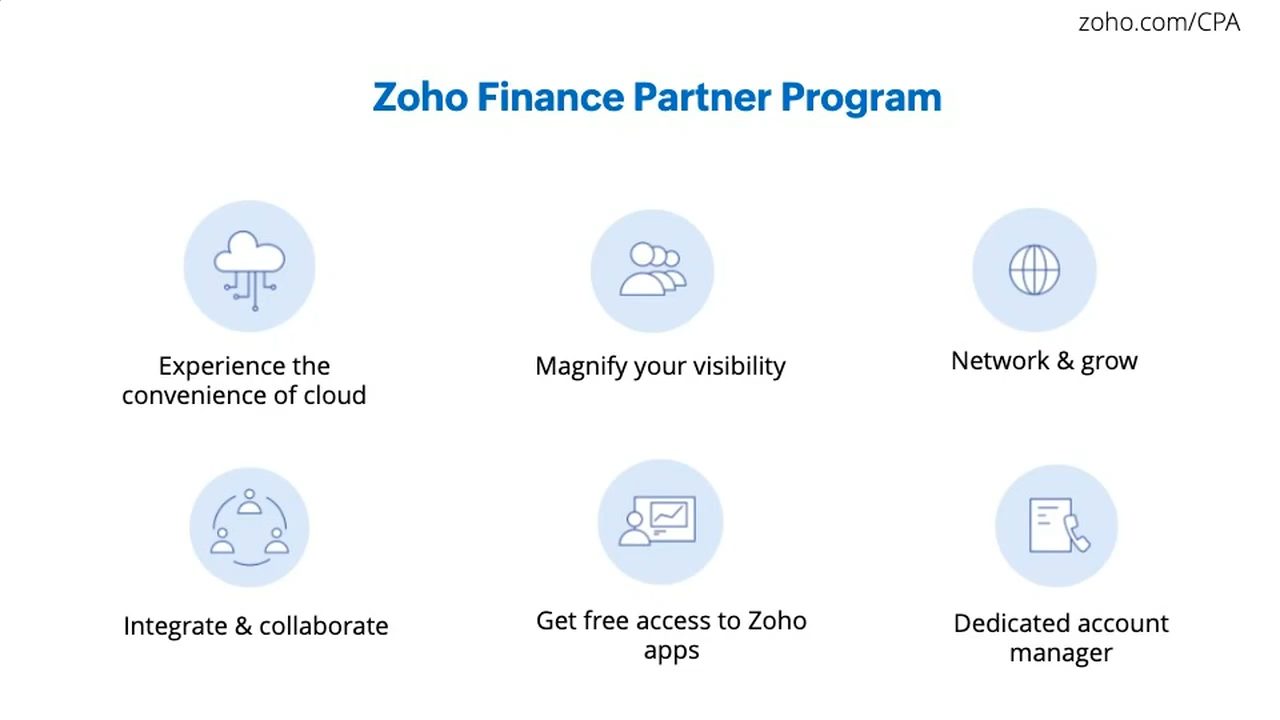 zoho.com/CPA
Zoho Finance Partner Program
Experience the
convenience of cloud
Magnify your visibility
Network & grow
Integrate & collaborate
Get free access to Zoho
apps
Dedicated account
manager